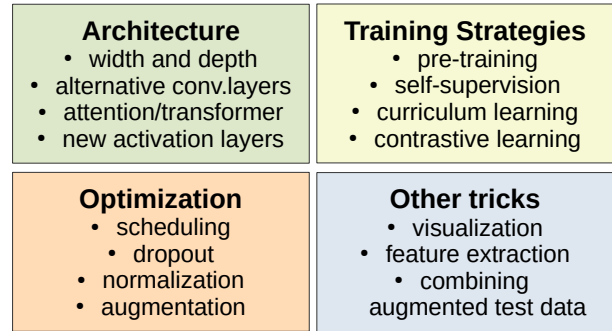 Architecture
• width and depth
• alternative conv.layers
• attention/transformer
• new activation layers
Training Strategies
• pre-training
• self-supervision
• curriculum learning
• contrastive learning
Optimization
• scheduling
• dropout
• normalization
• augmentation
Other tricks
• visualization
• feature extraction
• combining
augmented test data